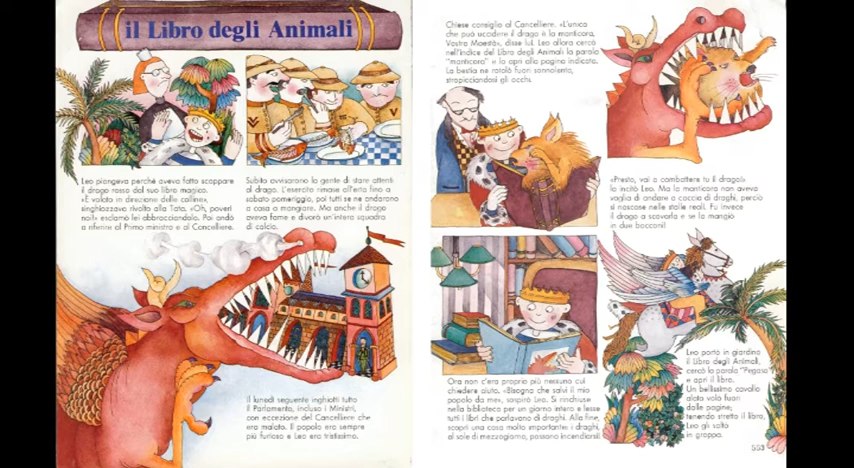 il Libro degli Animali
Leo piangeva perchè aveva fatto scappare
il drago rosso dal suo libro magico.
«È volato in direzione delle colline»,
singhiozzava rivolto alla Tata. «Oh, poveri
noi!» esclamò lei abbracciandolo. Poi andò
a riferire al Primo ministro e al Cancelliere.
Subito avvisarono la gente di stare attenti
al drago. L'esercito rimase all'erta fino a
sabato pomeriggio, poi tutti se ne andarono
a casa a mangiare. Ma anche il drago
aveva fame e divorò un'intera squadra
di calcio.
Il lunedì seguente inghiottì tutto
il Parlamento, incluso i Ministri,
con eccezione del Cancelliere che
era malato. Il popolo era sempre
più furioso e Leo era tristissimo.
Chiese consiglio al Cancelliere. «L'unica
che può uccidere il drago è la manticora,
Vostra Maestà», disse lui. Leo allora cercò
nell'indice del Libro degli Animali la parola
"manticora" e lo aprì alla pagina indicata.
La bestia ne rotolò fuori sonnolenta,
stropicciandosi gli occhi.
«Presto, vai a combattere tu il drago!»
la incitò Leo. Ma la manticora non aveva
voglia di andare a caccia di draghi, perciò
si nascose nelle stalle reali. Fu invece
il drago a scovarla e se la mangiò
in due bocconi!
Ora non c'era proprio più nessuno cui
chiedere aiuto. «Bisogna che salvi il mio
popolo da me», sospirò Leo. Si rinchiuse
nella biblioteca per un giorno intero e lesse
tutti i libri che parlavano di draghi. Alla fine,
scoprì una cosa molto importante: i draghi,
al sole di mezzogiorno, possono incendiarsi!
Leo portò in giardino
il Libro degli Animali,
cercò la parola "Pegaso"
e aprì il libro.
Un bellissimo cavallo
alato volò fuori
dalle pagine;
tenendo stretto il libro,
Leo gli saltò
in groppa.
553